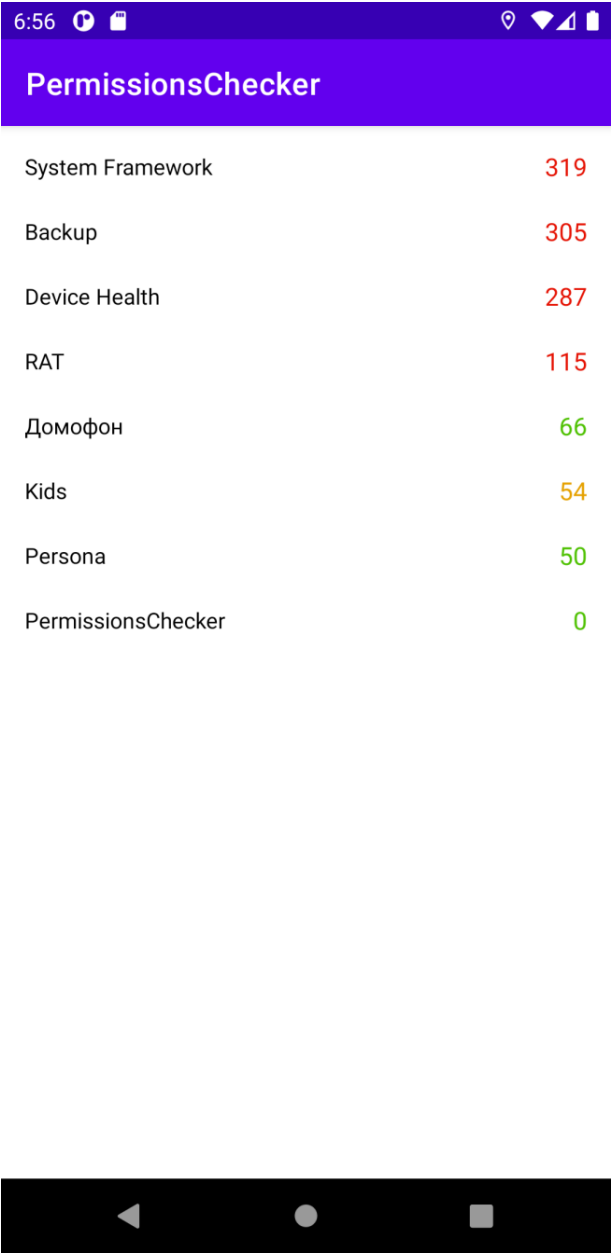 6:56
PermissionsChecker
System Framework 319
Backup 305
Device Health 287
RAT 115
Домофон 66
Kids 54
Persona 50
PermissionsChecker 0